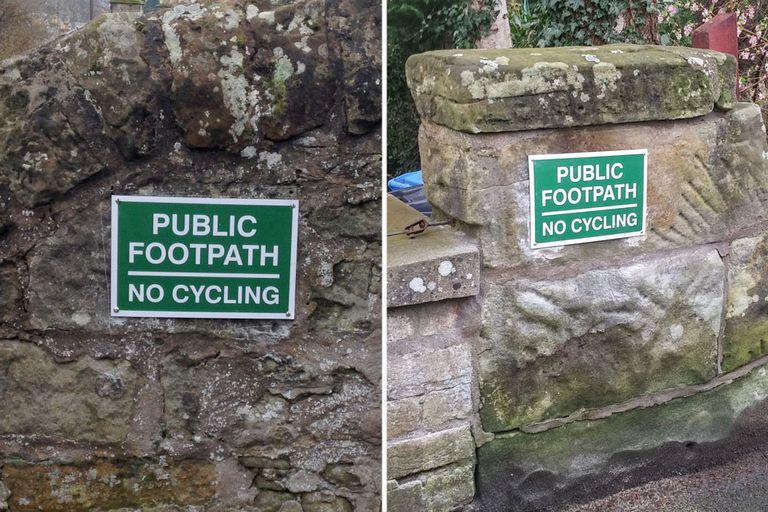 PUBLIC
FOOTPATH
NO CYCLING
PUBLIC
FOOTPATH
NO CYCLING